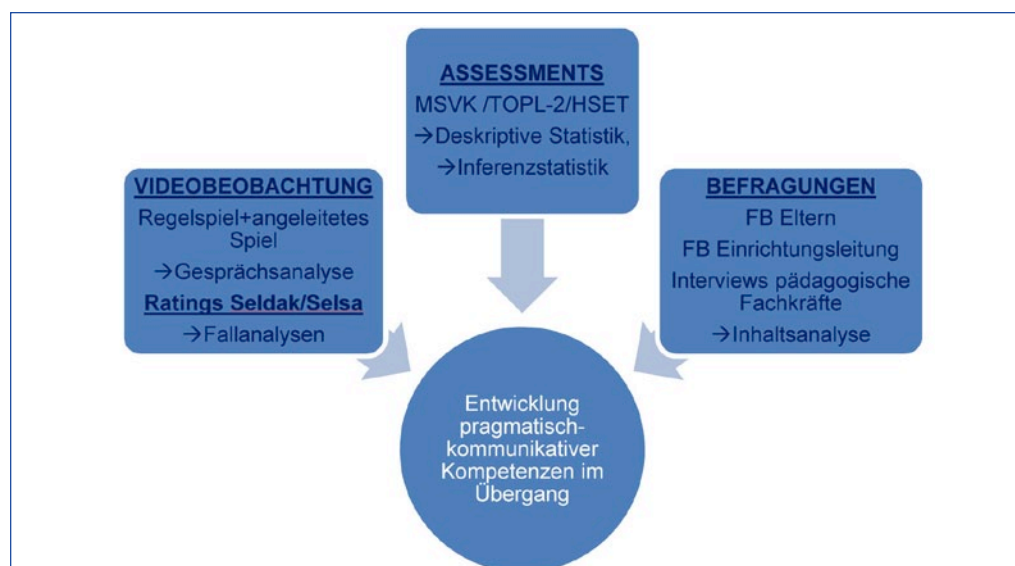 ASSESSMENTS
MSVK /TOPL-2/HSET
→Deskriptive Statistik,
→Inferenzstatistik
VIDEOBEOBACHTUNG
Regelspiel+angeleitetes
Spiel
→Gesprächsanalyse
Ratings Seldak/Selsa
→Fallanalysen
BEFRAGUNGEN
FB Eltern
FB Einrichtungsleitung
Interviews pädagogische
Fachkräfte
→Inhaltsanalyse
Entwicklung
pragmatisch-
kommunikativer
Kompetenzen im
Übergang